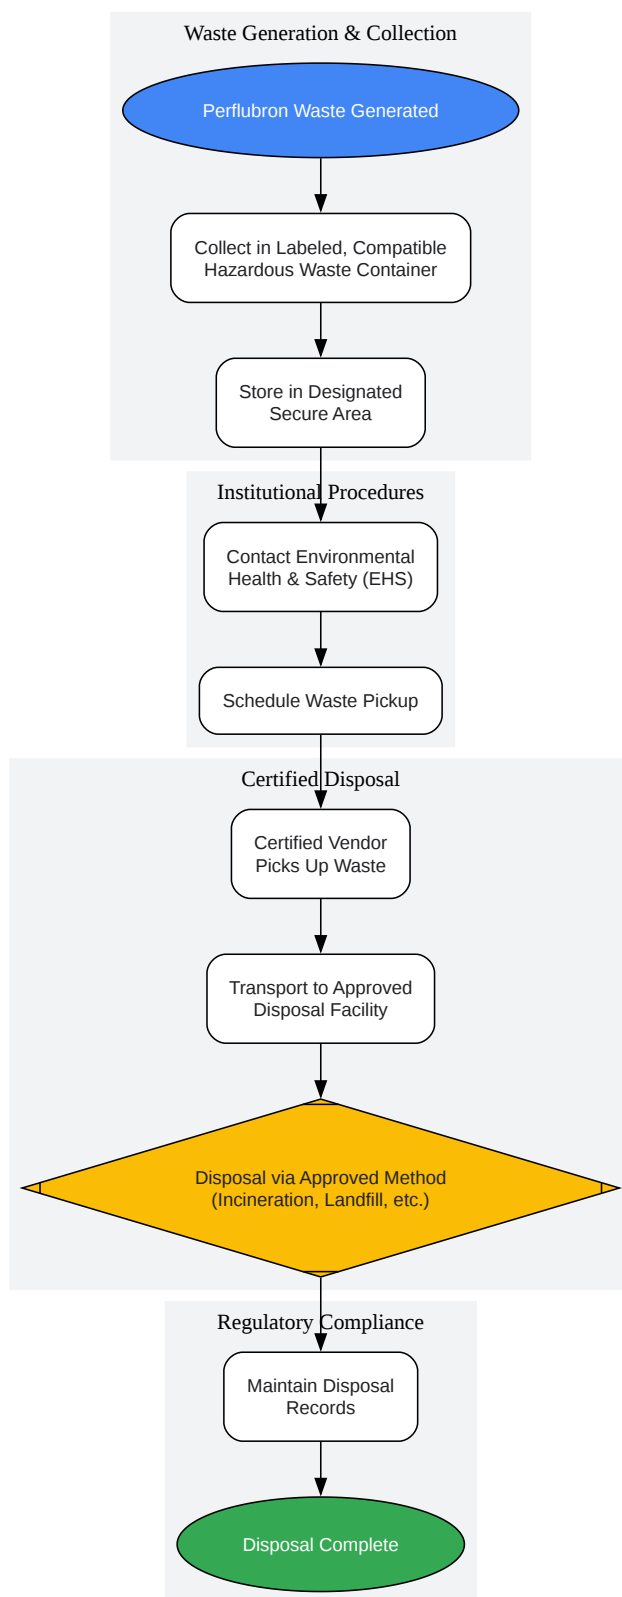 Waste Generation & Collection
Perflubron Waste Generated
Collect in Labeled, Compatible
Hazardous Waste Container
Store in Designated
Secure Area
Institutional Procedures
Contact Environmental
Health & Safety (EHS)
Schedule Waste Pickup
Certified Disposal
Certified Vendor
Picks Up Waste
Transport to Approved
Disposal Facility
Disposal via Approved Method
(Incineration, Landfill, etc.)
Regulatory Compliance
Maintain Disposal
Records
Disposal Complete